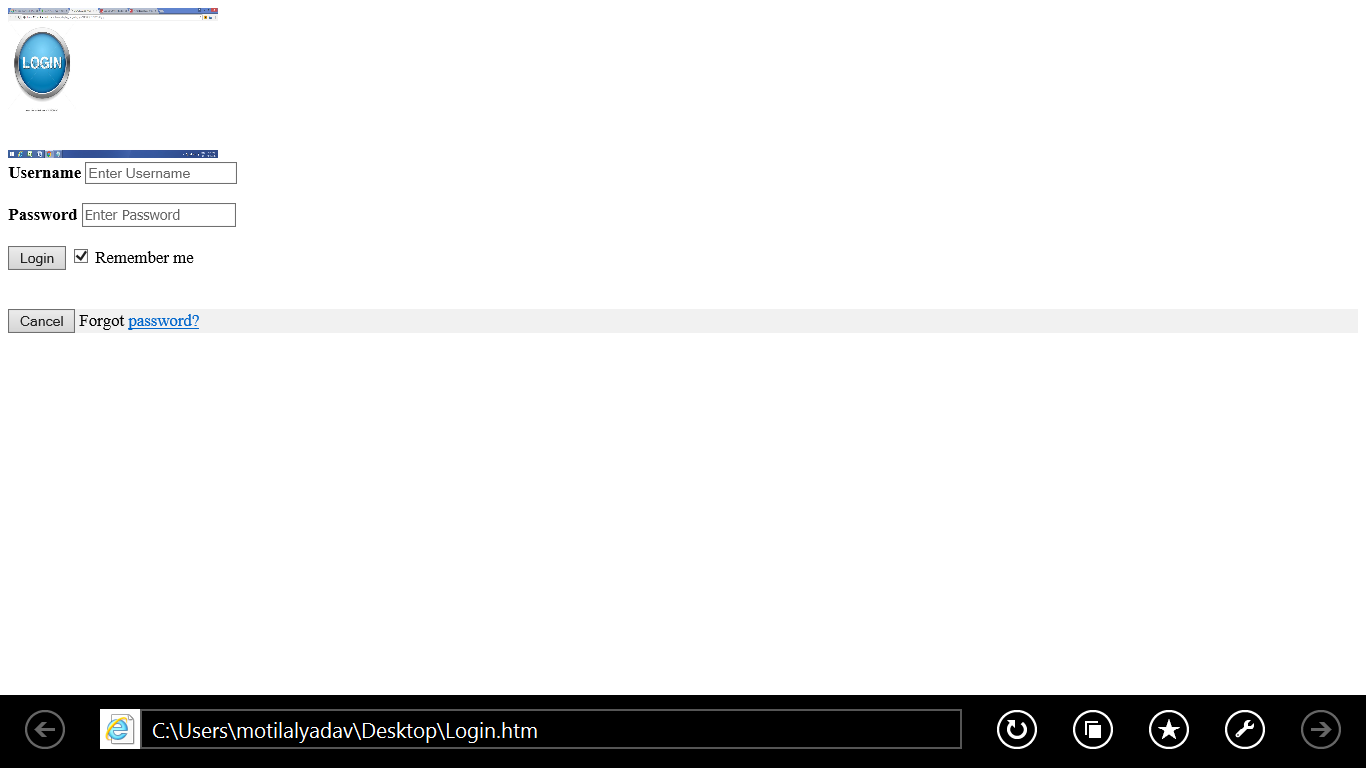 LOGIN
Username Enter Username
Password Enter Password
Login Remember me
Cancel Forgot password?
C:\Users\motilalyadav\Desktop\Login.htm